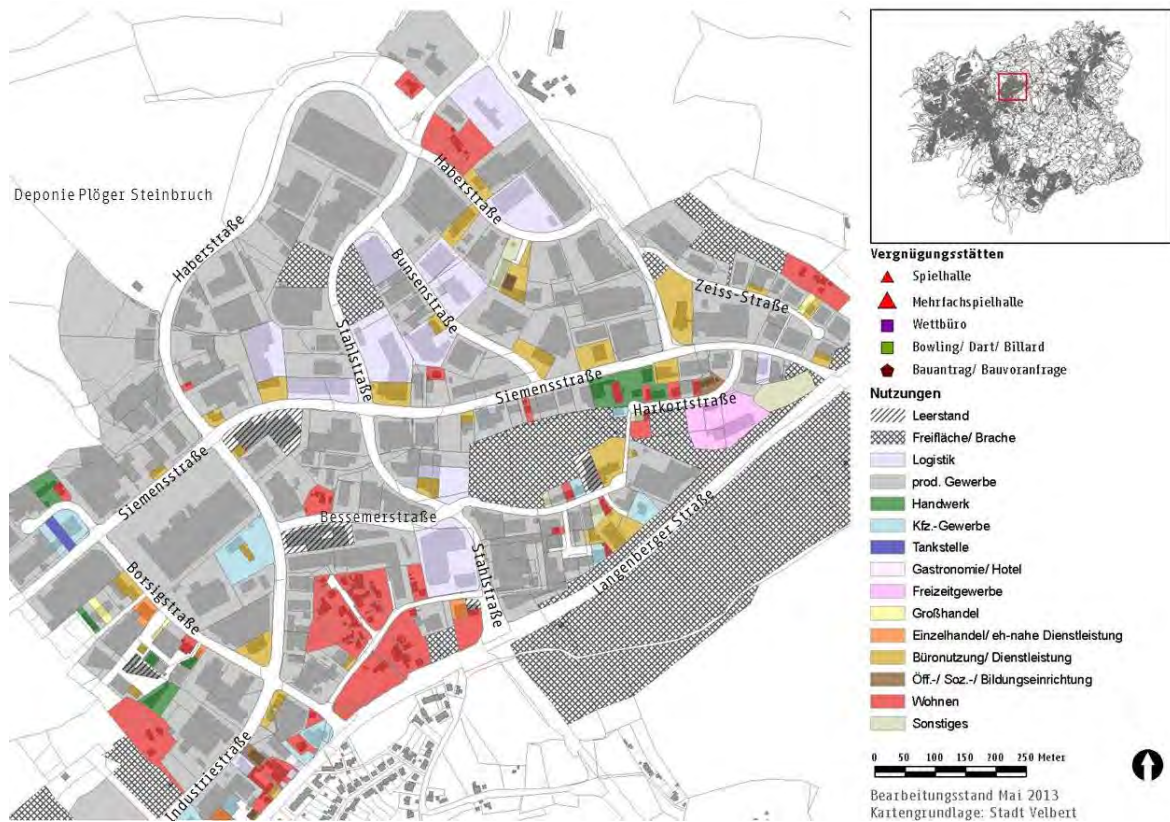 Deponie Plöger Steinbruch
Haberstraße
Haberstraße
Bunsenstraße
Zeiss-Straße
Stahlstraße
Siemensstraße
Harkortstraße
Siemensstraße
Bessemerstraße
Langenberger Straße
Borsigstraße
Stahlstraße
Industriestraße
Vergnügungsstätten
Spielhalle
Mehrfachspielhalle
Wettbüro
Bowling/ Dart/ Billard
Bauantrag/ Bauvoranfrage
Nutzungen
Leerstand
Freifläche/ Brache
Logistik
prod. Gewerbe
Handwerk
Kfz.-Gewerbe
Tankstelle
Gastronomie/ Hotel
Freizeitgewerbe
Großhandel
Einzelhandel/ eh-nahe Dienstleistung
Büronutzung/ Dienstleistung
Öff.-/ Soz.-/ Bildungseinrichtung
Wohnen
Sonstiges
0 50 100 150 200 250 Meter
Bearbeitungsstand Mai 2013
Kartengrundlage: Stadt Velbert